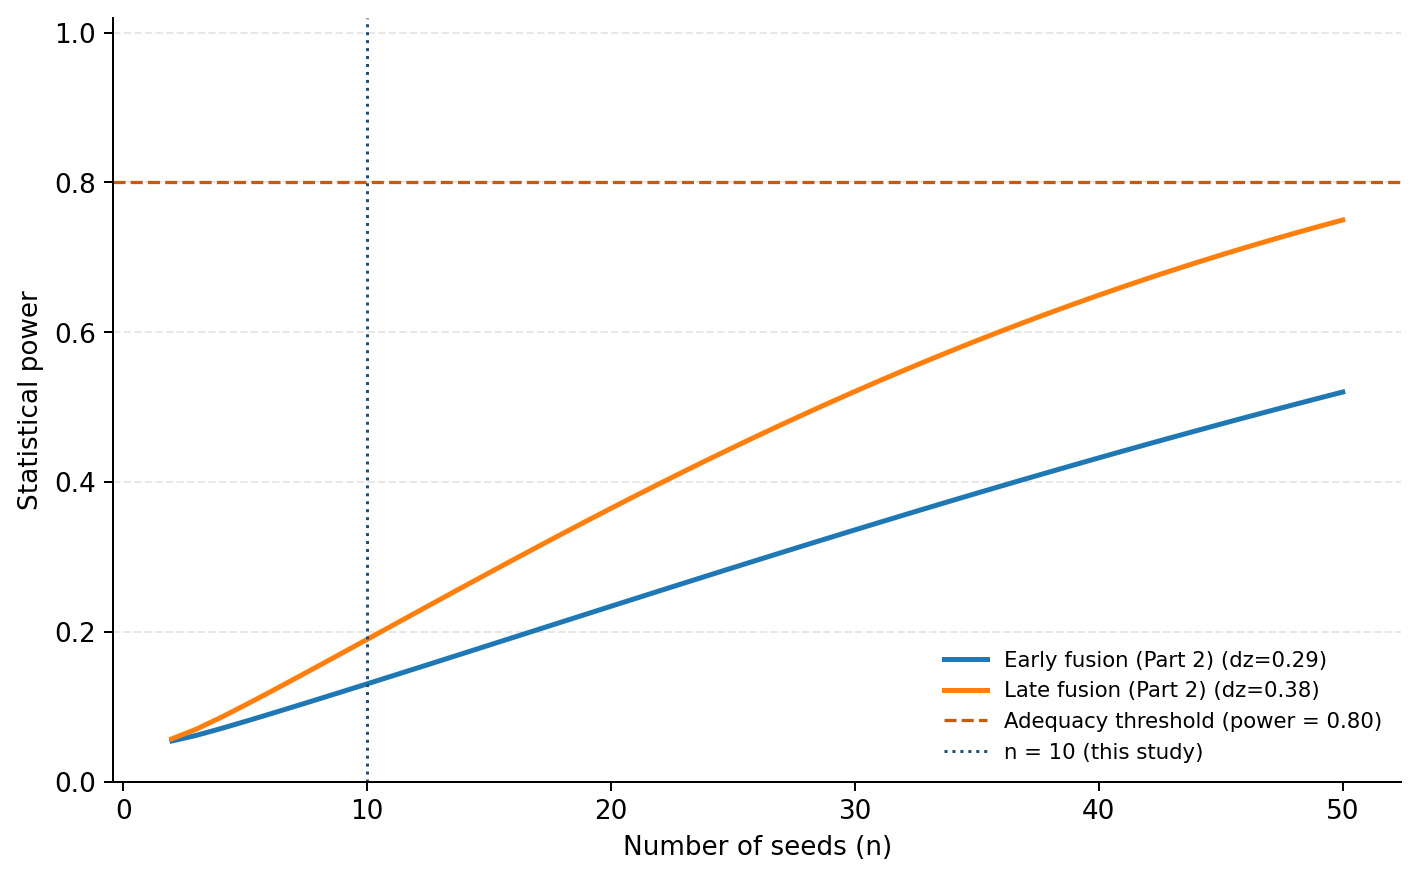 1.0
0.8
0.6
0.4
0.2
0.0
Statistical power
0
10
20
30
40
50
Number of seeds (n)
Early fusion (Part 2) (dz=0.29)
Late fusion (Part 2) (dz=0.38)
Adequacy threshold (power = 0.80)
n = 10 (this study)